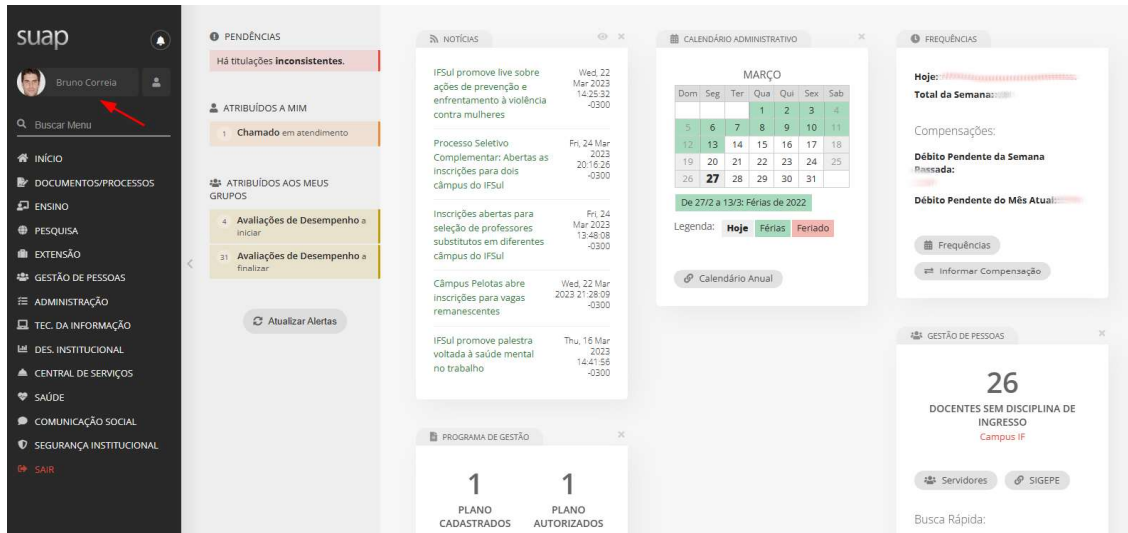 suap
Bruno Correia
Buscar Menu
INÍCIO
DOCUMENTOS/PROCESSOS
ENSINO
PESQUISA
EXTENSÃO
GESTÃO DE PESSOAS
ADMINISTRAÇÃO
TEC. DA INFORMAÇÃO
DES. INSTITUCIONAL
CENTRAL DE SERVIÇOS
SAÚDE
COMUNICAÇÃO SOCIAL
SEGURANÇA INSTITUCIONAL
SAIR
PENDÊNCIAS
Há titulações inconsistentes.
ATRIBUÍDOS A MIM
1 Chamado em atendimento
ATRIBUÍDOS AOS MEUS
GRUPOS
4 Avaliações de Desempenho a
iniciar
31 Avaliações de Desempenho a
finalizar
Atualizar Alertas
NOTÍCIAS
IFSul promove live sobre
ações de prevenção e
enfrentamento à violência
contra mulheres
Wed, 22
Mar 2023
14:25:32
-0300
Processo Seletivo
Complementar: Abertas as
inscrições para dois
câmpus do IFSul
Fri, 24 Mar
2023
20:16:26
-0300
Inscrições abertas para
seleção de professores
substitutos em diferentes
câmpus do IFSul
Fri, 24
Mar 2023
13:48:08
-0300
Câmpus Pelotas abre
inscrições para vagas
remanescentes
Wed, 22 Mar
2023 21:28:09
-0300
IFSul promove palestra
voltada à saúde mental
no trabalho
Thu, 16 Mar
2023
14:41:56
-0300
PROGRAMA DE GESTÃO
1 1
PLANO PLANO
CADASTRADOS AUTORIZADOS
CALENDÁRIO ADMINISTRATIVO
MARÇO
Dom Seg Ter Qua Qui Sex Sab
1 2 3 4
5 6 7 8 9 10 11
12 13 14 15 16 17 18
19 20 21 22 23 24 25
26 27 28 29 30 31
De 27/2 a 13/3: Férias de 2022
Legenda: Hoje Férias Feriado
Calendário Anual
FREQUÊNCIAS
Hoje:
Total da Semana:
Compensações:
Débito Pendente da Semana
Passada:
Débito Pendente do Mês Atual:
Frequências
Informar Compensação
GESTÃO DE PESSOAS
26
DOCENTES SEM DISCIPLINA DE
INGRESSO
Campus IF
Servidores SIGEPE
Busca Rápida: